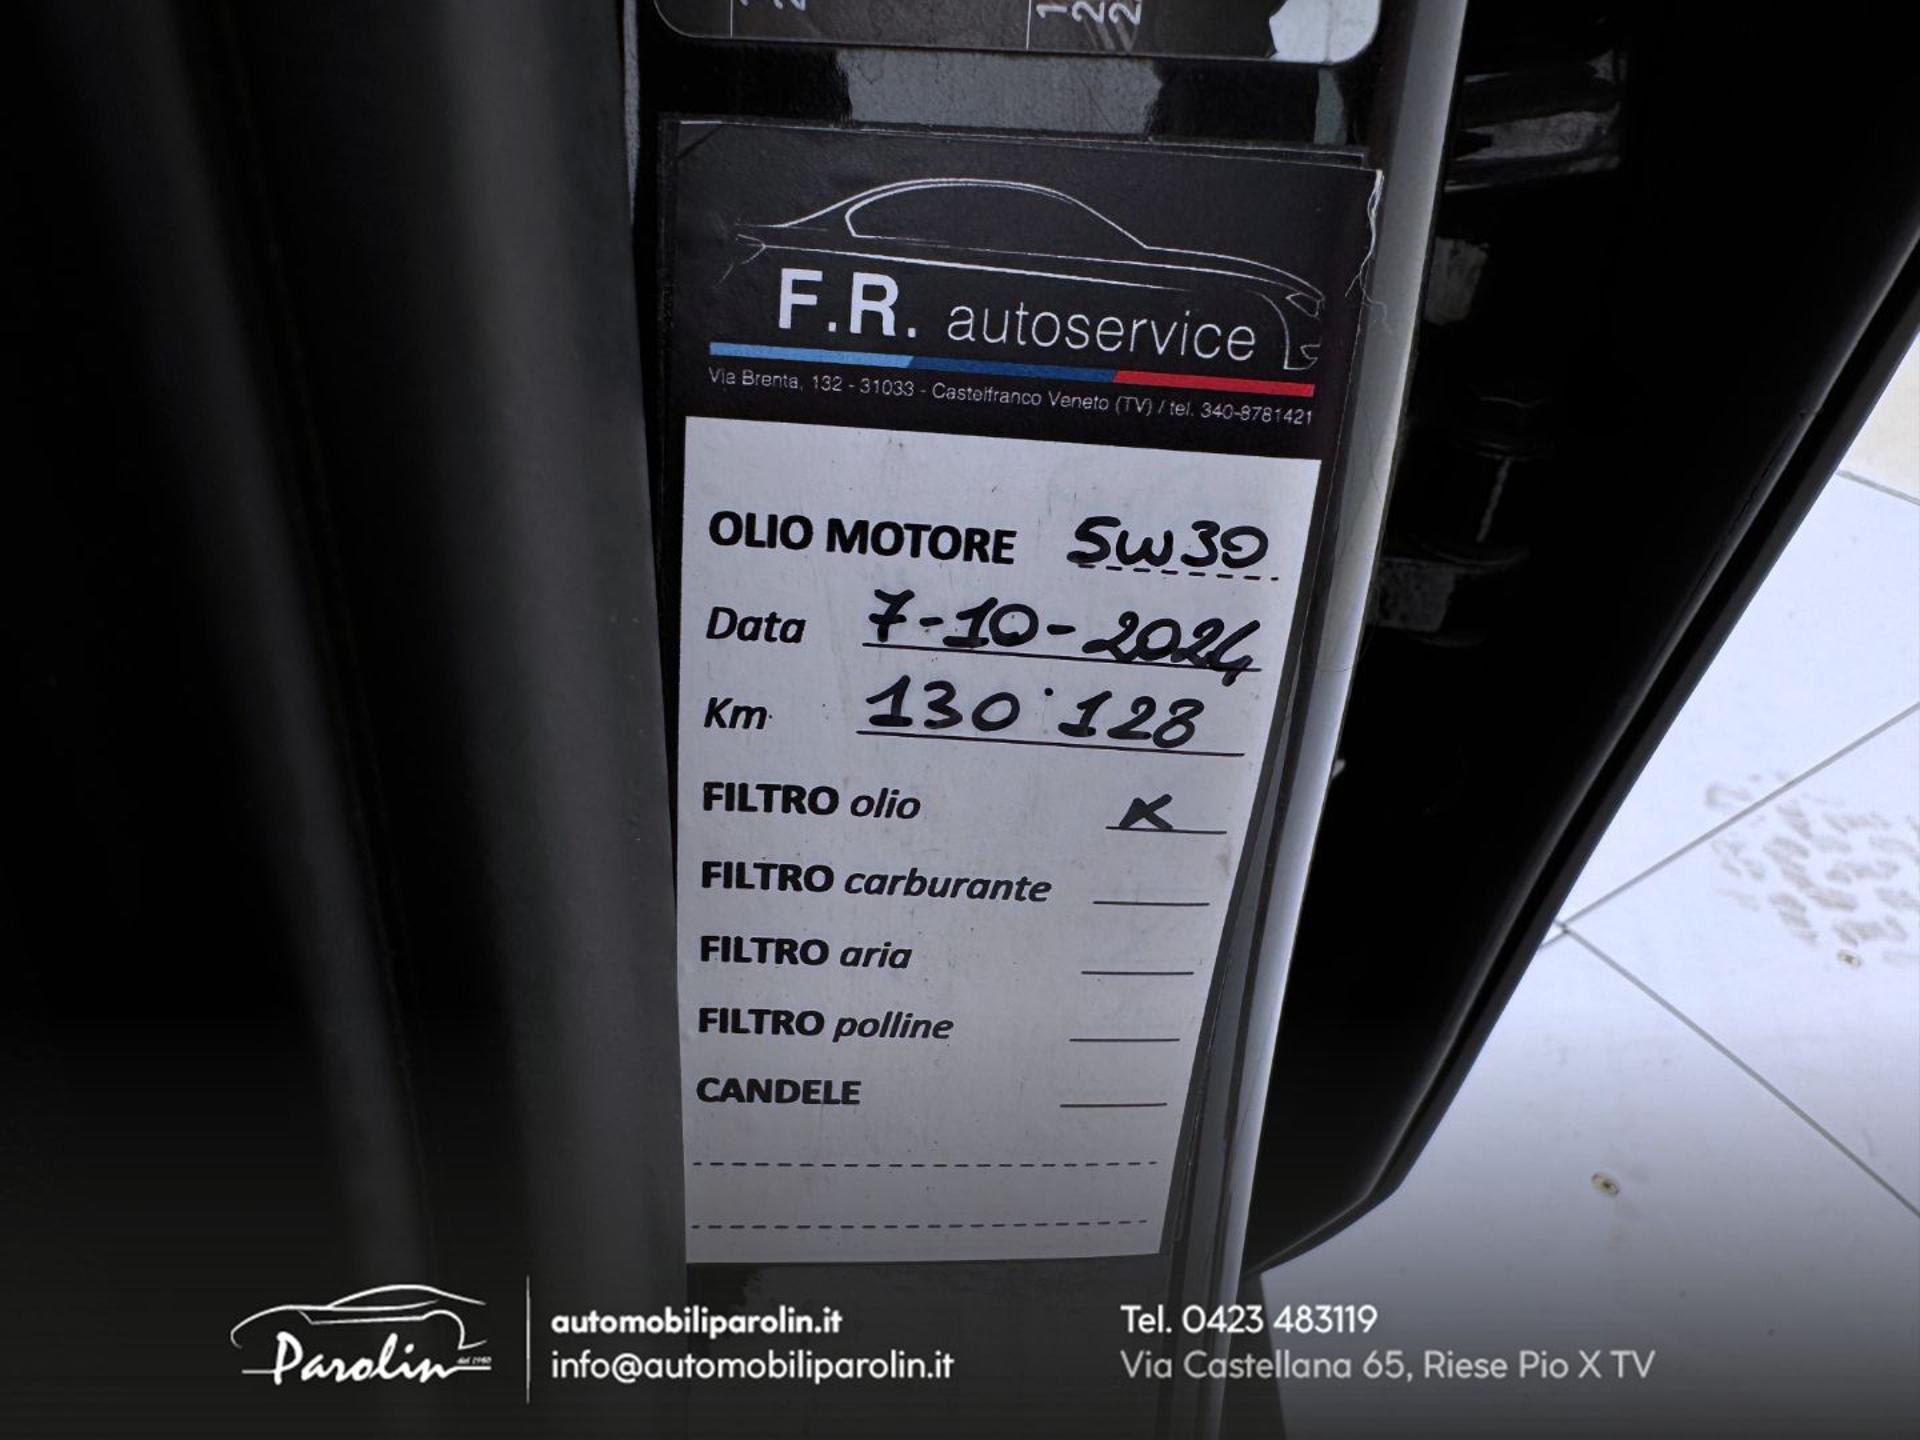 F.R. autoservice
Via Brenta, 132 - 31033 - Castelfranco Veneto (TV) / tel. 340-8781421
OLIO MOTORE 5W30
Data 7-10-2024
Km 130˙128
FILTRO olio X
FILTRO carburante
FILTRO aria
FILTRO polline
CANDELE
Parolin dal 1960
automobiliparolin.it
info@automobiliparolin.it
Tel. 0423 483119
Via Castellana 65, Riese Pio X TV